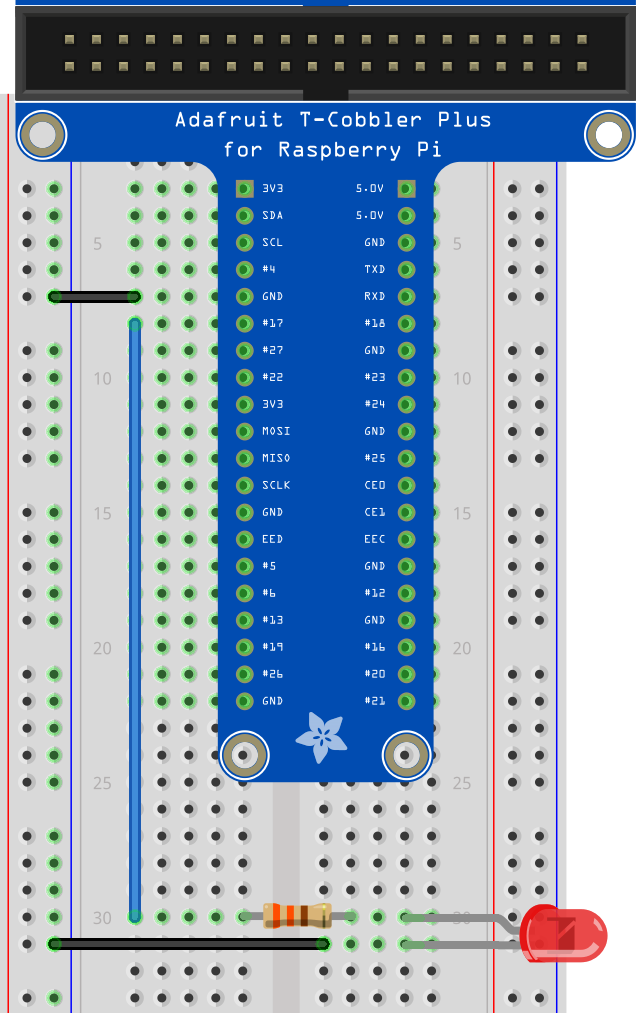 Adafruit T-Cobbler Plus
for Raspberry Pi
3V3 5.0V
SDA 5.0V
5 SCL GND 5
#4 TXD
GND RXD
#17 #18
#27 GND
10 #22 #23 10
3V3 #24
MOSI GND
MISO #25
SCLK CE0
15 GND CE1 15
EED EEC
#5 GND
#6 #12
#13 GND
20 #19 #16 20
#26 #20
GND #21
25 25
30 30